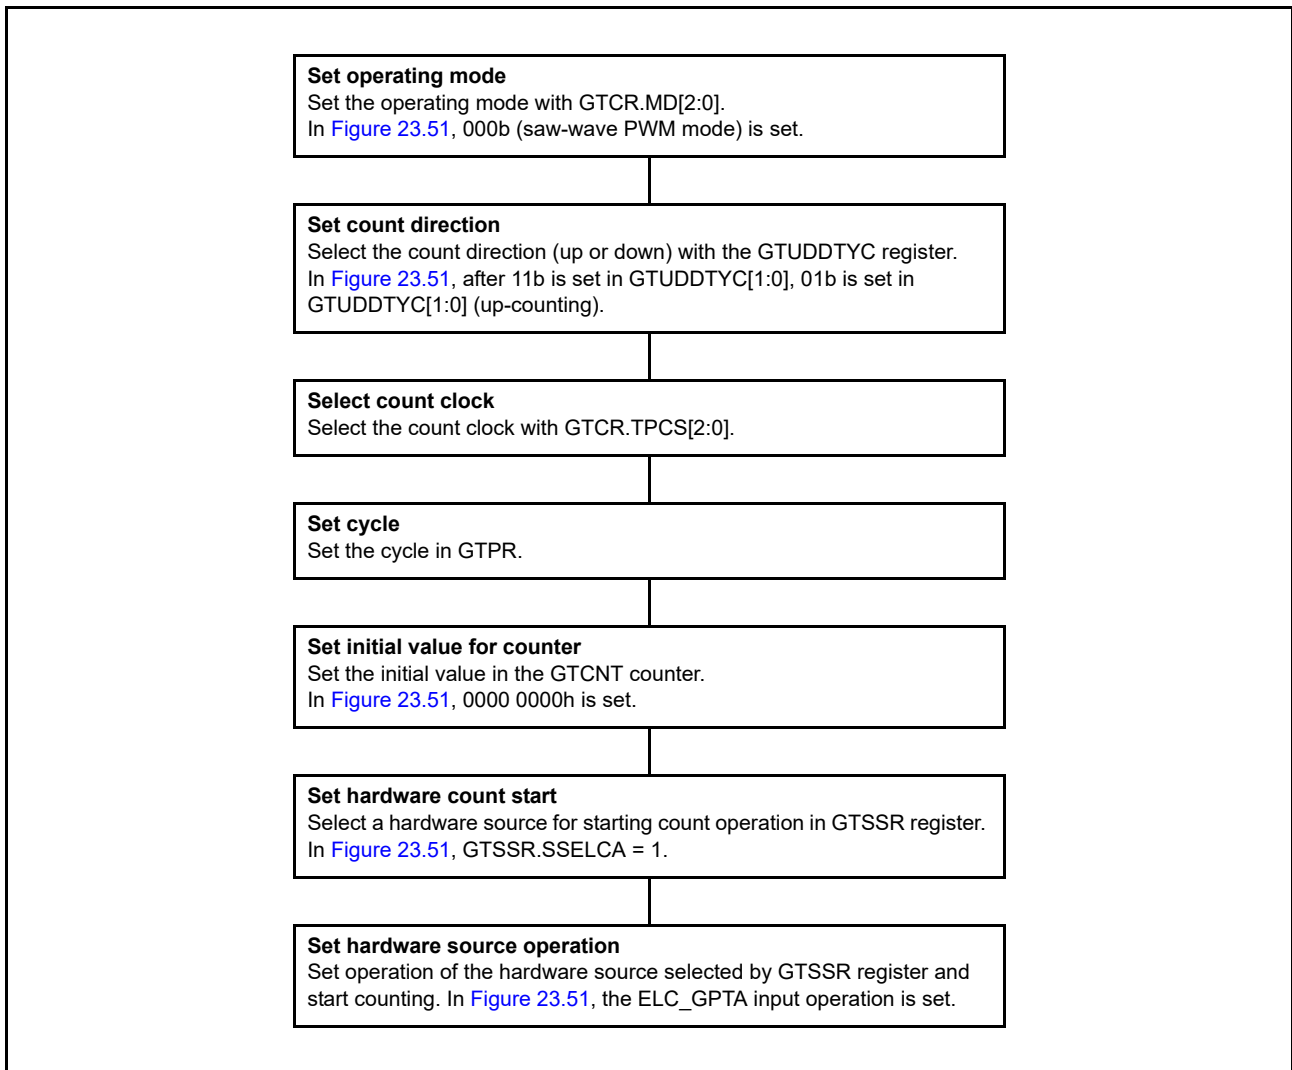 Set operating mode
Set the operating mode with GTCR.MD[2:0].
In Figure 23.51, 000b (saw-wave PWM mode) is set.
Set count direction
Select the count direction (up or down) with the GTUDDTYC register.
In Figure 23.51, after 11b is set in GTUDDTYC[1:0], 01b is set in
GTUDDTYC[1:0] (up-counting).
Select count clock
Select the count clock with GTCR.TPCS[2:0].
Set cycle
Set the cycle in GTPR.
Set initial value for counter
Set the initial value in the GTCNT counter.
In Figure 23.51, 0000 0000h is set.
Set hardware count start
Select a hardware source for starting count operation in GTSSR register.
In Figure 23.51, GTSSR.SSELCA = 1.
Set hardware source operation
Set operation of the hardware source selected by GTSSR register and
start counting. In Figure 23.51, the ELC_GPTA input operation is set.